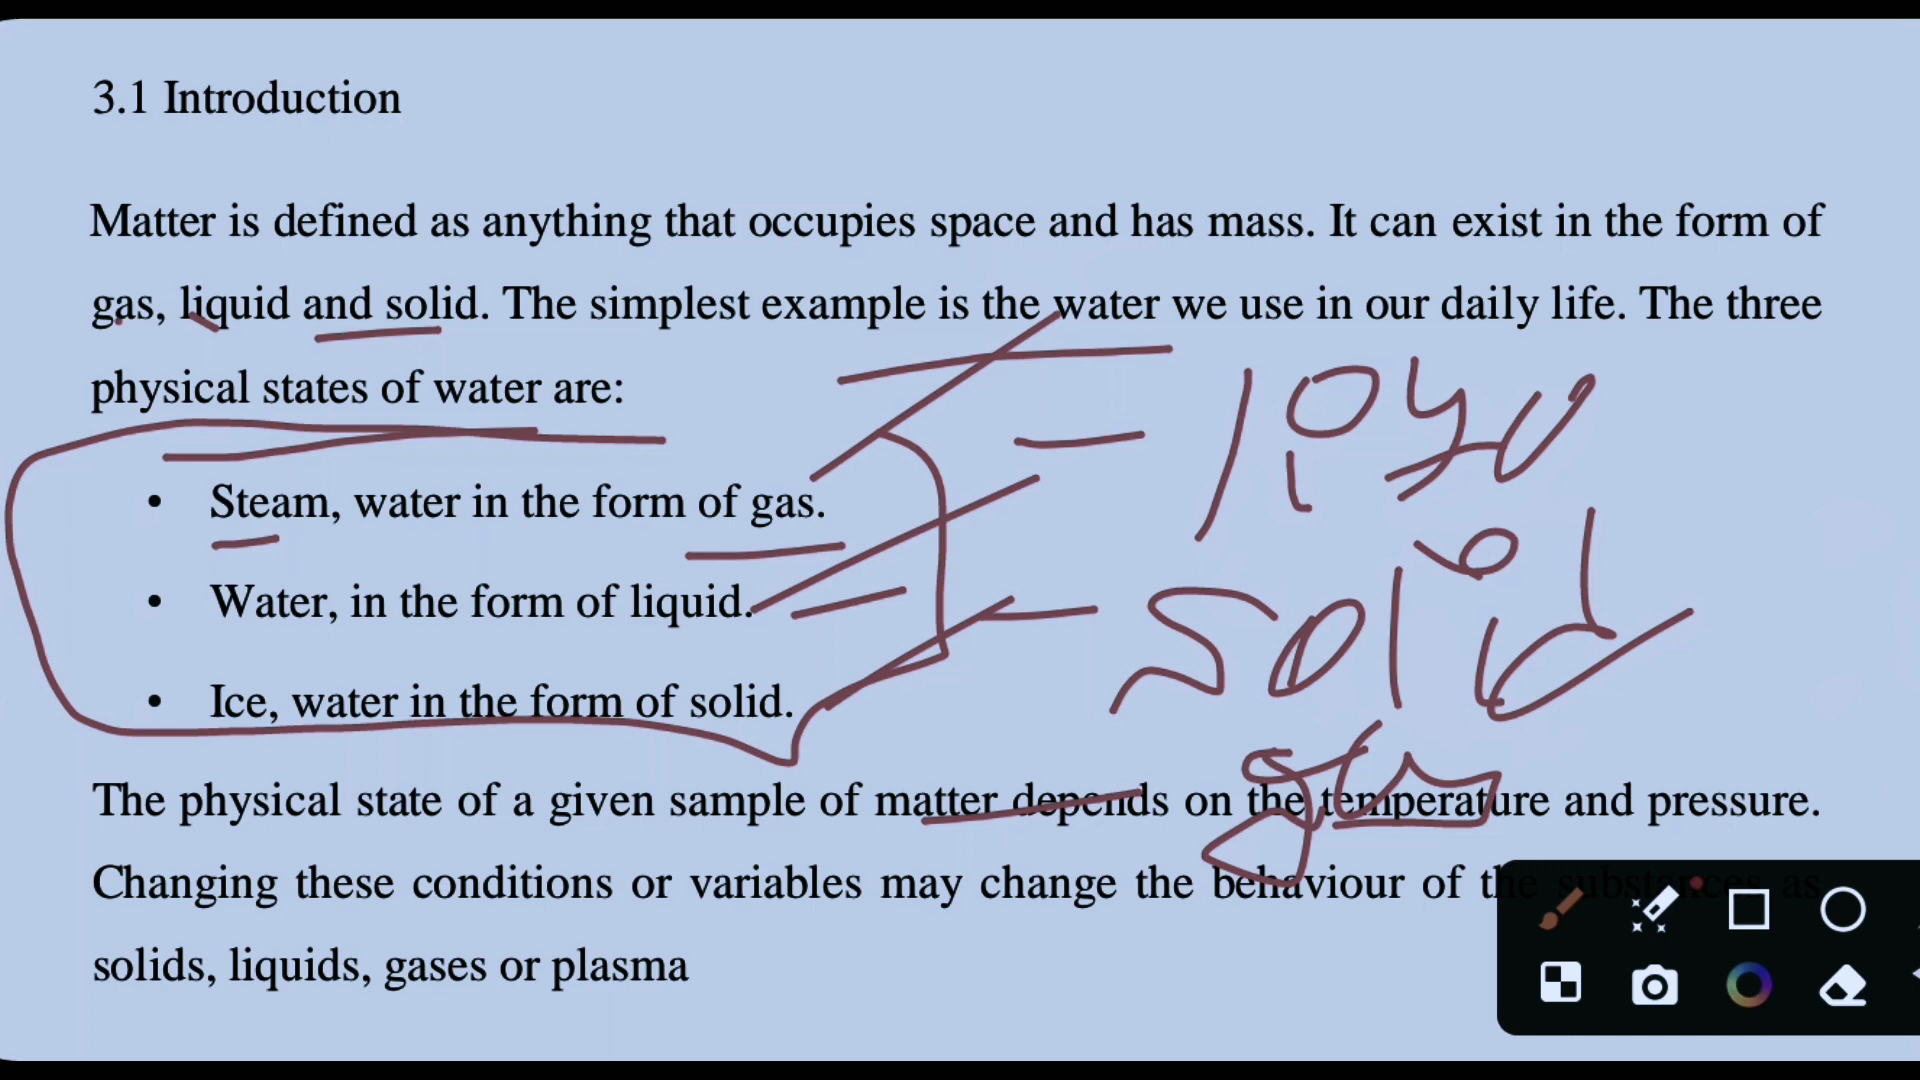 3.1 Introduction
Matter is defined as anything that occupies space and has mass. It can exist in the form of
gas, liquid and solid. The simplest example is the water we use in our daily life. The three
physical states of water are:
• Steam, water in the form of gas.
• Water, in the form of liquid.
• Ice, water in the form of solid.
solid
gas
The physical state of a given sample of matter depends on the temperature and pressure.
Changing these conditions or variables may change the behaviour of the substances as
solids, liquids, gases or plasma